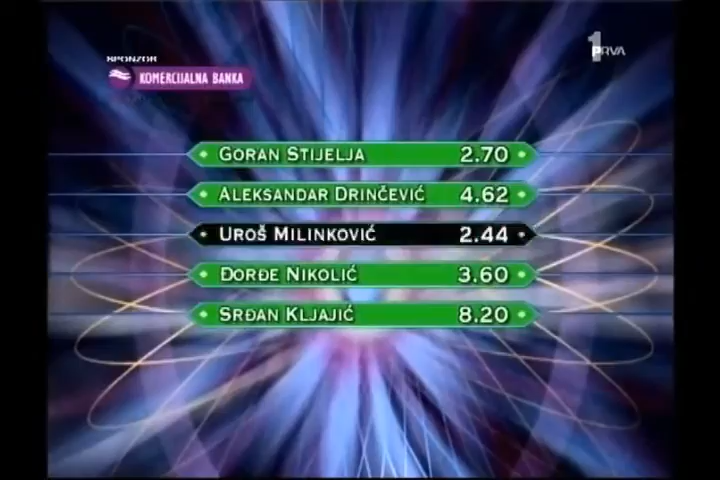 SPONZOR
KOMERCIJALNA BANKA
1
PRVA
GORAN STIJELJA 2.70
ALEKSANDAR DRINČEVIĆ 4.62
UROŠ MILINKOVIĆ 2.44
ĐORĐE NIKOLIĆ 3.60
SRĐAN KLJAJIĆ 8.20